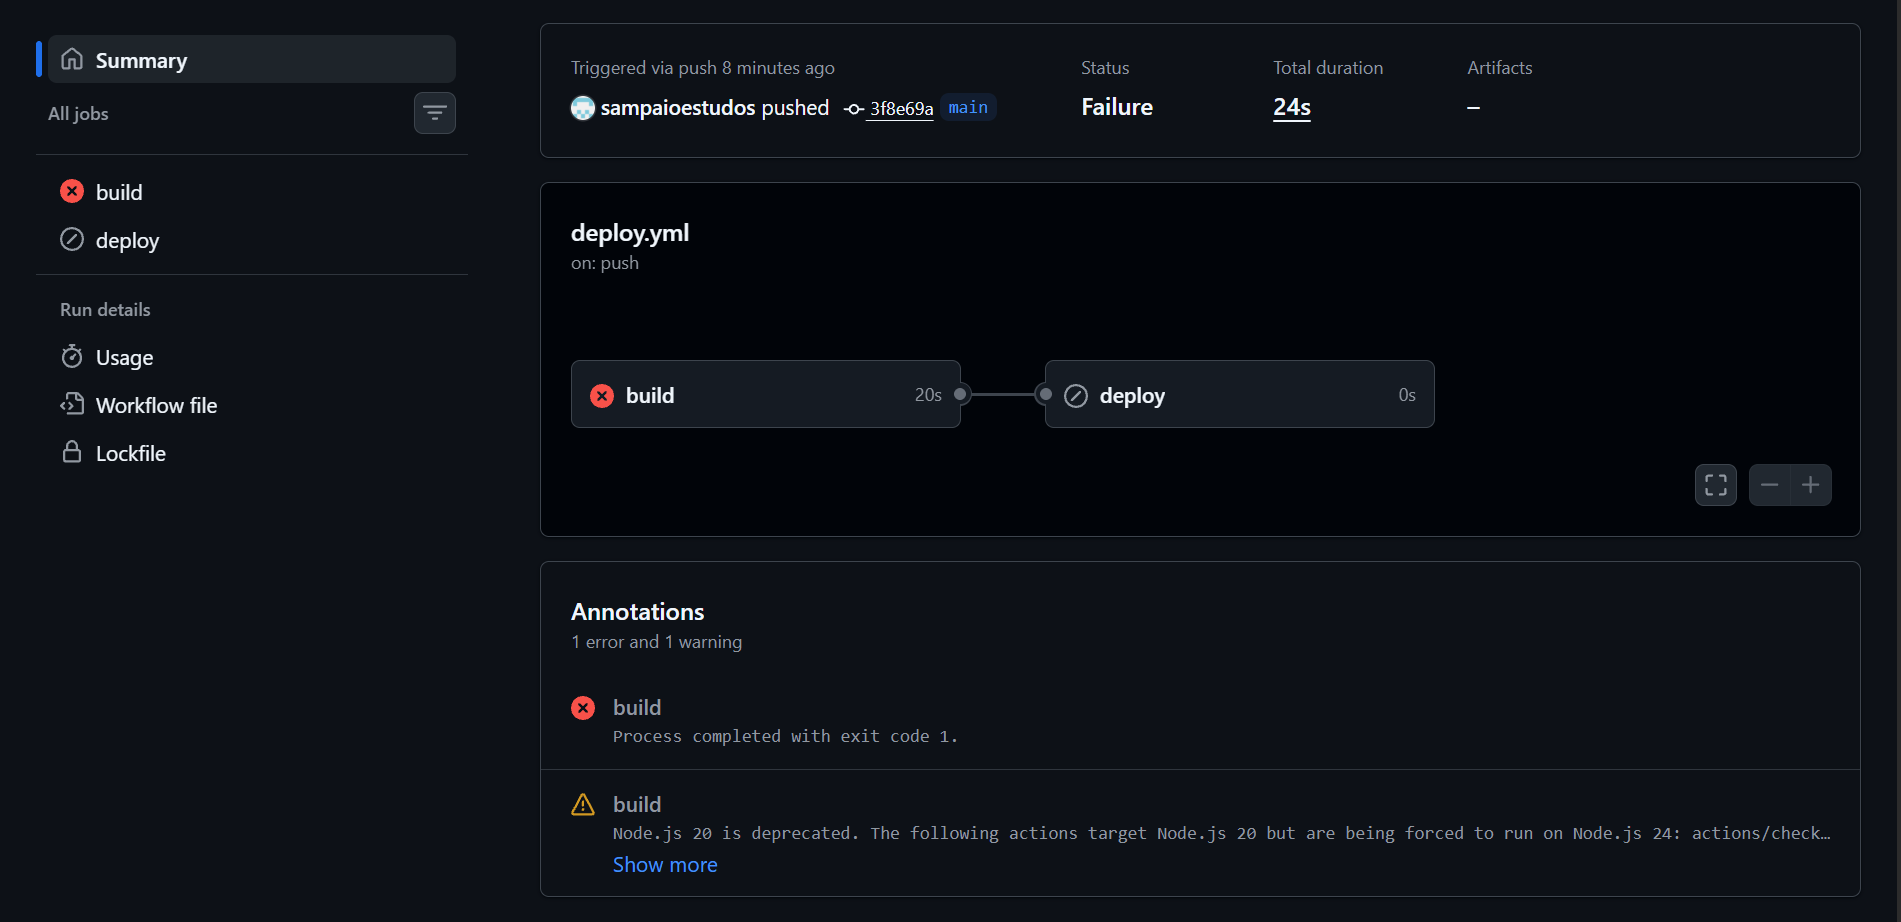 Summary
All jobs
build
deploy
Run details
Usage
Workflow file
Lockfile
Triggered via push 8 minutes ago
sampaioestudos pushed 3f8e69a main
Status
Failure
Total duration
24s
Artifacts
–
deploy.yml
on: push
build 20s
deploy 0s
Annotations
1 error and 1 warning
build
Process completed with exit code 1.
build
Node.js 20 is deprecated. The following actions target Node.js 20 but are being forced to run on Node.js 24: actions/check…
Show more